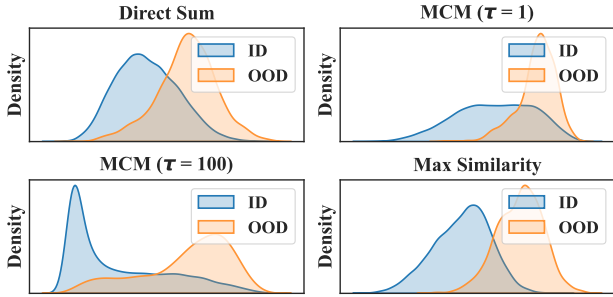 Direct Sum
Density
ID
OOD
MCM (τ = 1)
Density
ID
OOD
MCM (τ = 100)
Density
ID
OOD
Max Similarity
Density
ID
OOD